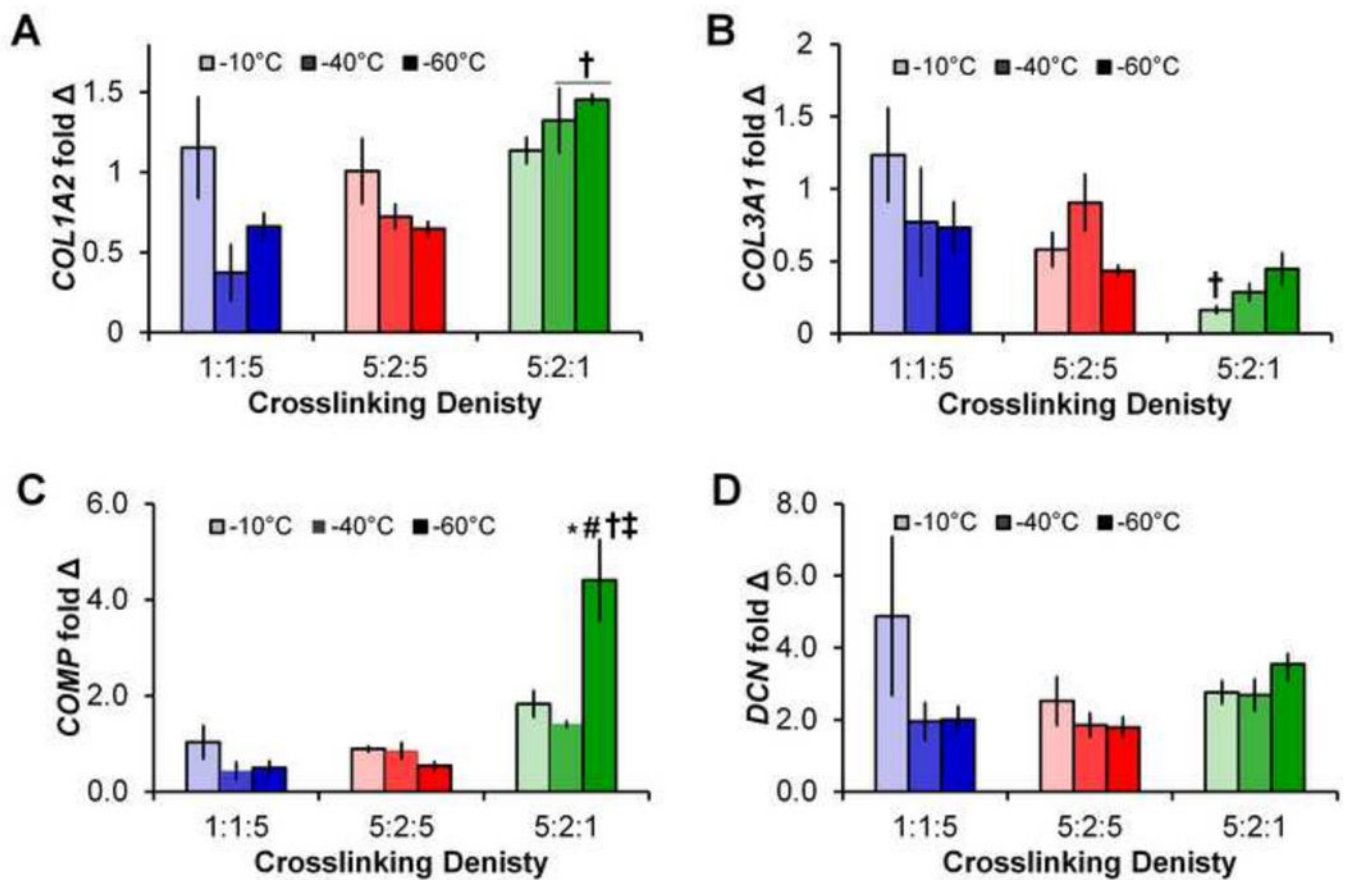 A
-10°C -40°C -60°C
†
COL1A2 fold Δ
1.5
1
0.5
0
1:1:5 5:2:5 5:2:1
Crosslinking Denisty
B
-10°C -40°C -60°C
†
COL3A1 fold Δ
2
1.5
1
0.5
0
1:1:5 5:2:5 5:2:1
Crosslinking Denisty
C
-10°C -40°C -60°C
*#†‡
COMP fold Δ
6.0
4.0
2.0
0.0
1:1:5 5:2:5 5:2:1
Crosslinking Denisty
D
-10°C -40°C -60°C
DCN fold Δ
8.0
6.0
4.0
2.0
0.0
1:1:5 5:2:5 5:2:1
Crosslinking Denisty